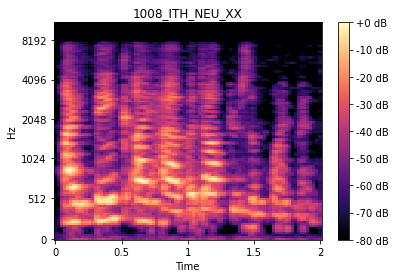 1008_ITH_NEU_XX
+0 dB
8192
-10 dB
4096
-20 dB
-30 dB
2048
-40 dB
Hz
1024
-50 dB
512
-60 dB
-70 dB
0
-80 dB
0
0.5
1
1.5
2
Time